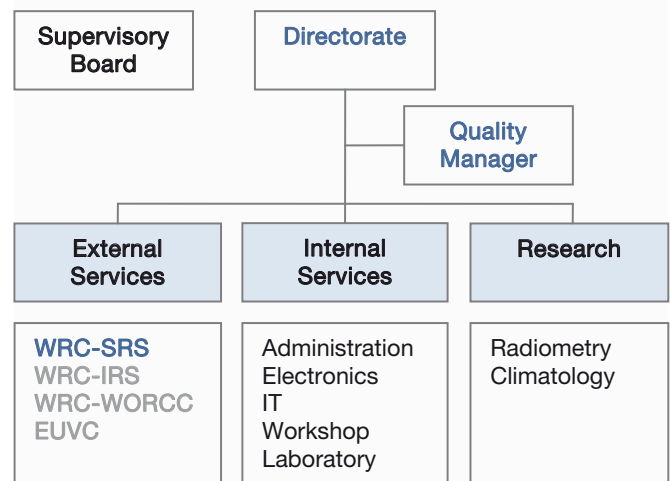 Supervisory
Board
Directorate
Quality
Manager
External
Services
Internal
Services
Research
WRC-SRS
WRC-IRS
WRC-WORCC
EUVC
Administration
Electronics
IT
Workshop
Laboratory
Radiometry
Climatology